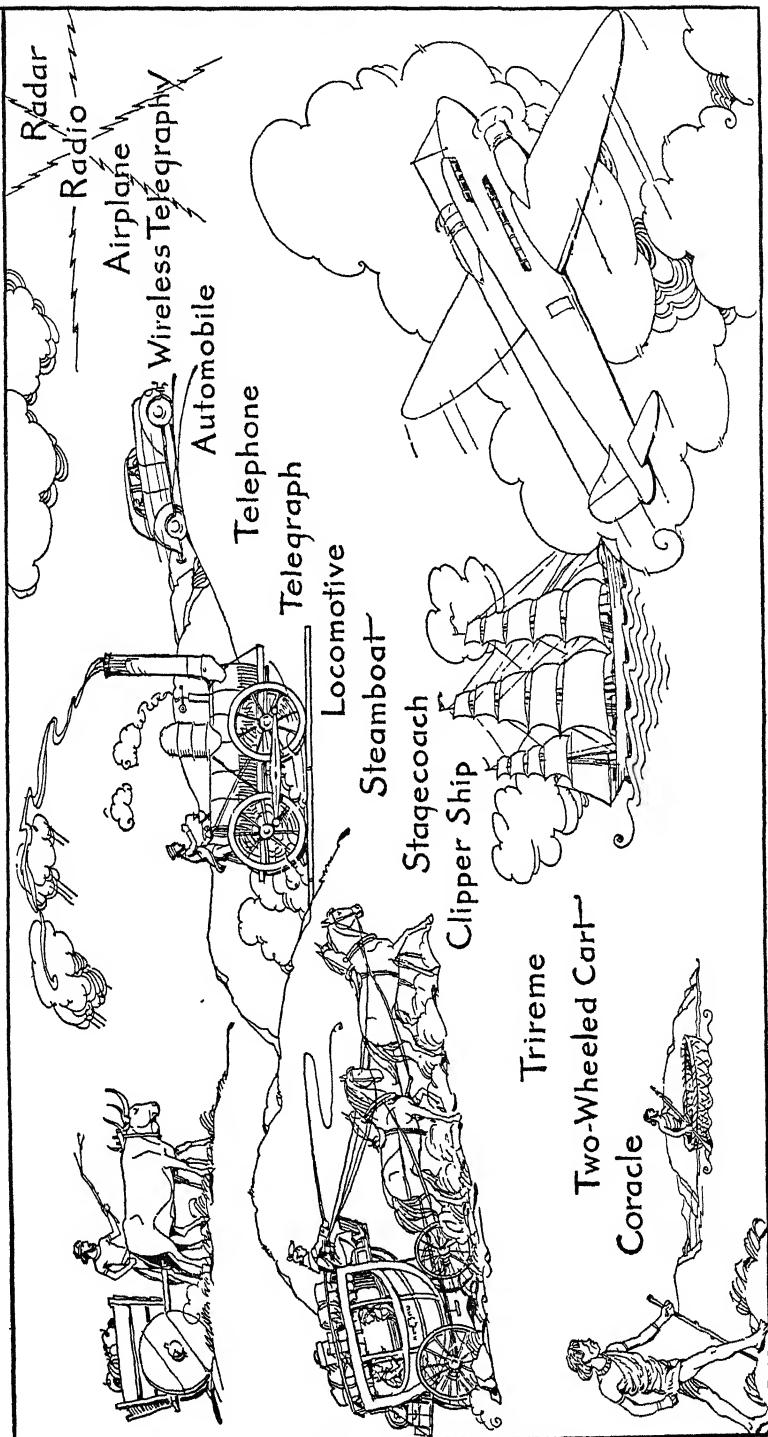 Radar
Radio
Airplane
Wireless Telegraphy
Automobile
Telephone
Telegraph
Locomotive
Steamboat
Stagecoach
Clipper Ship
Trireme
Two-Wheeled Cart
Coracle